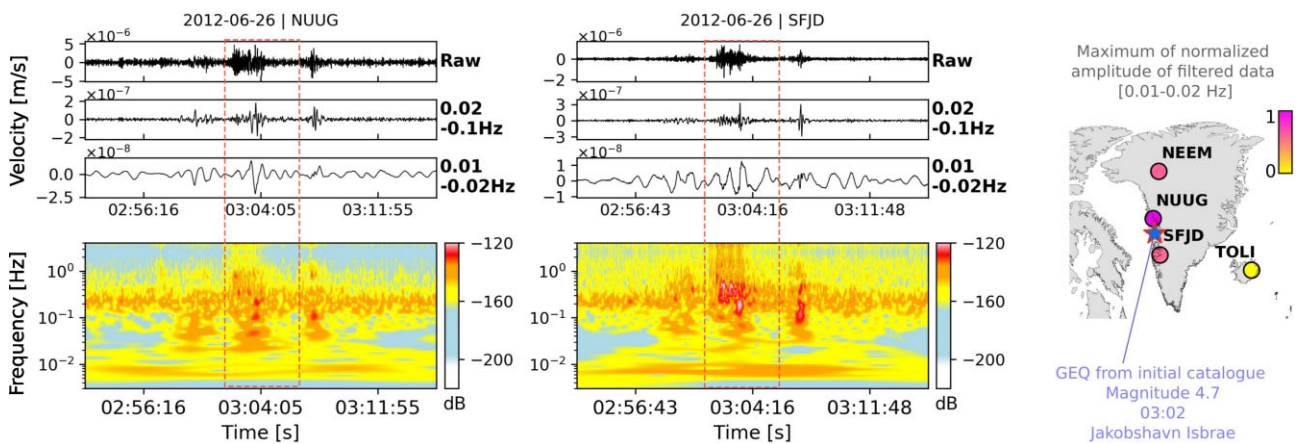 2012-06-26 | NUUG
×10⁻⁶
5
0
−5
Raw
×10⁻⁷
2
0
−2
0.02
-0.1Hz
×10⁻⁸
0.0
−2.5
0.01
-0.02Hz
02:56:16 03:04:05 03:11:55
Velocity [m/s]
10⁰
10⁻¹
10⁻²
Frequency [Hz]
−120
−160
−200
dB
02:56:16 03:04:05 03:11:55
Time [s]
2012-06-26 | SFJD
×10⁻⁶
0
−2
Raw
×10⁻⁷
3
0
−3
0.02
-0.1Hz
×10⁻⁸
1
0
−1
0.01
-0.02Hz
02:56:43 03:04:16 03:11:48
10⁰
10⁻¹
10⁻²
−120
−160
−200
dB
02:56:43 03:04:16 03:11:48
Time [s]
Maximum of normalized
amplitude of filtered data
[0.01-0.02 Hz]
1
0
NEEM
NUUG
SFJD
TOLI
GEQ from initial catalogue
Magnitude 4.7
03:02
Jakobshavn Isbrae